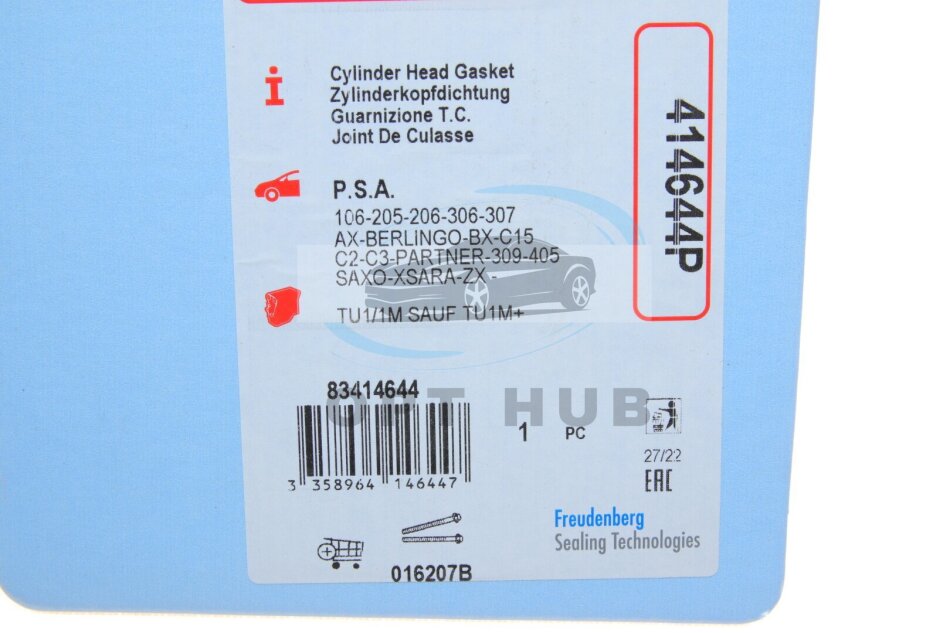 Cylinder Head Gasket
Zylinderkopfdichtung
Guarnizione T.C.
Joint De Culasse
P.S.A.
106-205-206-306-307
AX-BERLINGO-BX-C15
C2-C3-PARTNER-309-405
SAXO-XSARA-ZX -
TU1/1M SAUF TU1M+
414644P
83414644
OPT HUB
1 PC
3 358964 146447
27/22
EAC
Freudenberg
Sealing Technologies
016207B